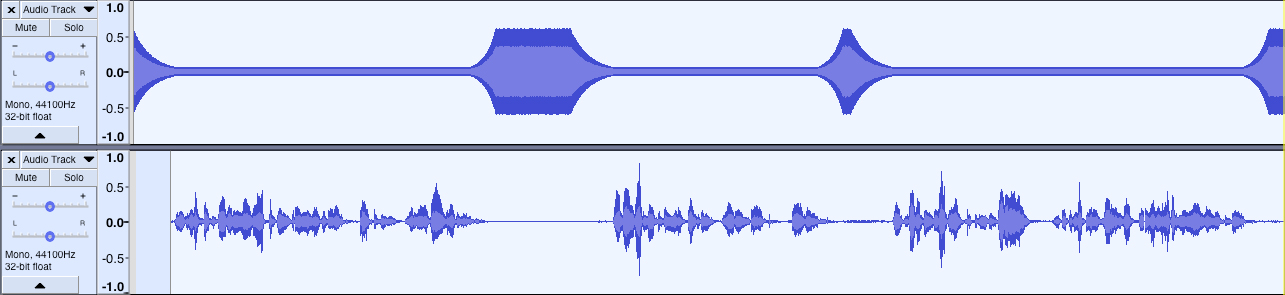 × Audio Track ▼
Mute Solo
- +
L R
Mono, 44100Hz
32-bit float
1.0
0.5-
0.0-
-0.5-
-1.0
× Audio Track ▼
Mute Solo
- +
L R
Mono, 44100Hz
32-bit float
1.0
0.5-
0.0-
-0.5-
-1.0